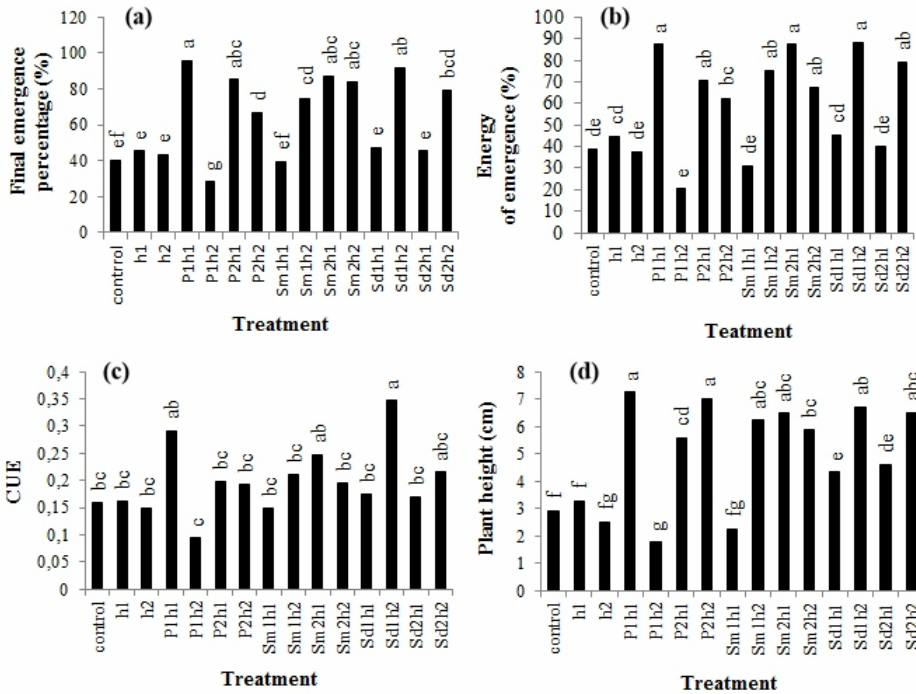 (a)
Final emergence
percentage (%)
120
100
80
60
40
20
0
ef e e a g abc d ef cd abc abc e ab e bcd
contrrol h1 h2 P1h1 P1h2 P2h1 P2h2 Sm1h1 Sm1h2 Sm2h1 Sm2h2 Sd1h1 Sd1h2 Sd2h1 Sd2h2
Treatment
(b)
Energy
of emergence (%)
100
90
80
70
60
50
40
30
20
10
0
de cd de a e ab bc de ab a ab cd a de ab
control h1 h2 P1h1 P1h2 P2h1 P2h2 Sm1h1 Sm1h2 Sm2h1 Sm2h2 Sd1h1 Sd1h2 Sd2h1 Sd2h2
Teatment
(c)
CUE
0,4
0,35
0,3
0,25
0,2
0,15
0,1
0,05
0
bc bc bc ab c bc bc bc bc ab bc bc a bc abc
control h1 h2 P1h1 P1h2 P2h1 P2h2 Sm1h1 Sm1h2 Sm2h1 Sm2h2 Sd1h1 Sd1h2 Sd2h1 Sd2h2
Treatment
(d)
Plant height (cm)
8
7
6
5
4
3
2
1
0
f f fg a g cd a fg abc abc bc e ab de abc
control h1 h2 P1h1 P1h2 P2h1 P2h2 Sm1h1 Sm1h2 Sm2h1 Sm2h2 Sd1h1 Sd1h2 Sd2h1 Sd2h2
Treatment